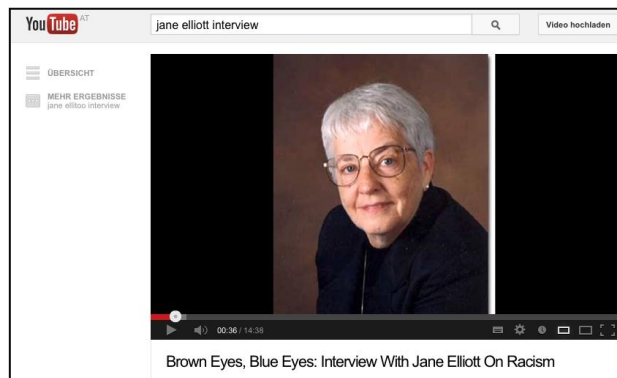 YouTube AT
jane elliott interview
Video hochladen
ÜBERSICHT
MEHR ERGEBNISSE
jane ellitoo interview
00:36 / 14:38
Brown Eyes, Blue Eyes: Interview With Jane Elliott On Racism